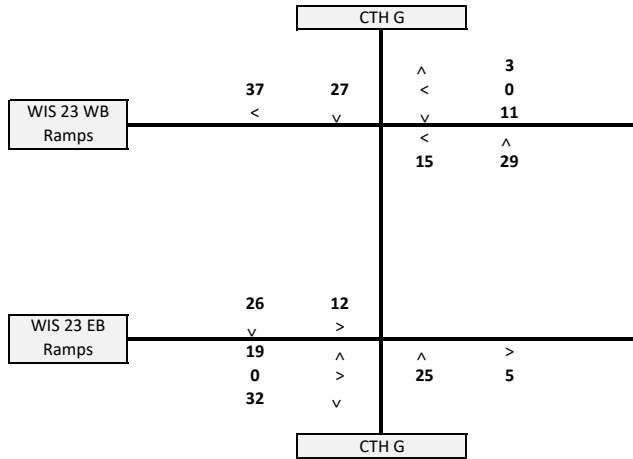 CTH G
^ 3
37 27 < 0
WIS 23 WB
Ramps
< v v 11
< ^
15 29
26 12
WIS 23 EB
Ramps
v >
19 ^ ^ >
0 > 25 5
32 v
CTH G